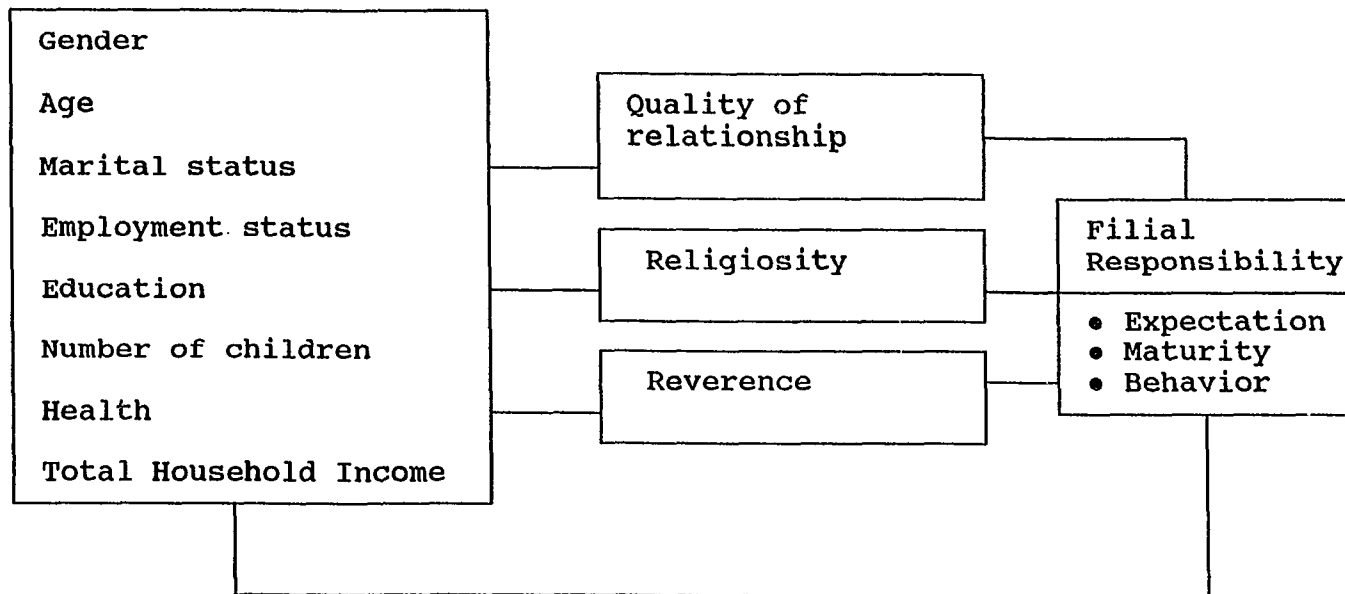 Gender
Age
Marital status
Employment status
Education
Number of children
Health
Total Household Income
Quality of
relationship
Religiosity
Reverence
Filial
Responsibility
● Expectation
● Maturity
● Behavior